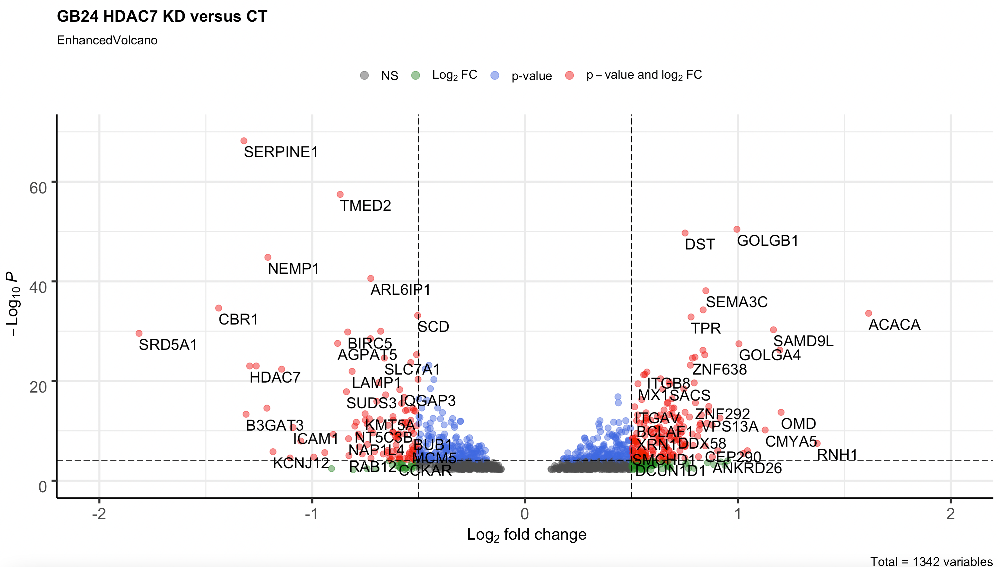 GB24 HDAC7 KD versus CT
EnhancedVolcano
NS Log2 FC p-value p – value and log2 FC
SERPINE1
60
TMED2
DST
GOLGB1
NEMP1
–Log10 P
40
ARL6IP1
SEMA3C
CBR1
SCD
TPR
ACACA
SRD5A1
BIRC5
SAMD9L
AGPAT5
GOLGA4
SLC7A1
ZNF638
HDAC7
LAMP1
ITGB8
20
SUDS3
IQGAP3
MX1
SACS
B3GAT3
KMT5A
ITGAV
ZNF292
OMD
VPS13A
ICAM1
NT5C3B
BCLAF1
CMYA5
BUB1
XRN1
DDX58
NAP1L4
RNH1
KCNJ12
MCM5
SMCHD1
CEP290
RAB12
CCKAR
DCUN1D1
ANKRD26
0
-2 -1 0 1 2
Log2 fold change
Total = 1342 variables